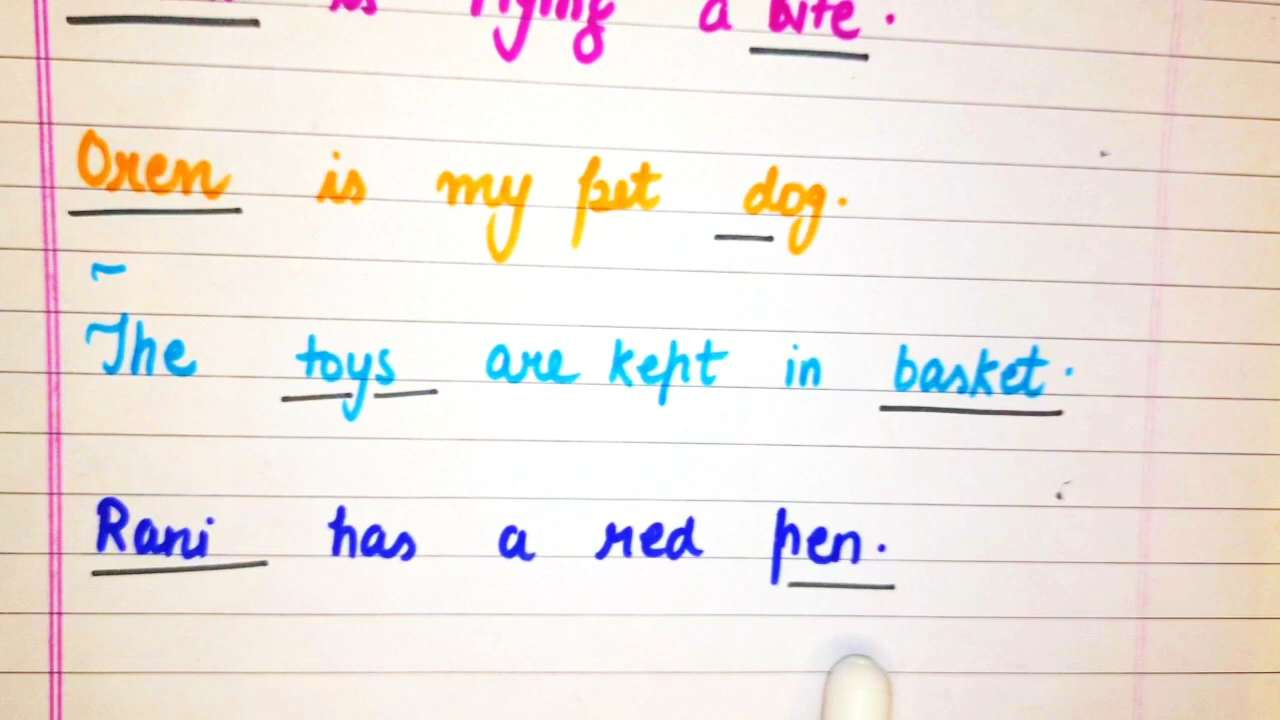 is flying a kite.
Oren is my pet dog.
The toys are kept in basket.
Rani has a red pen.